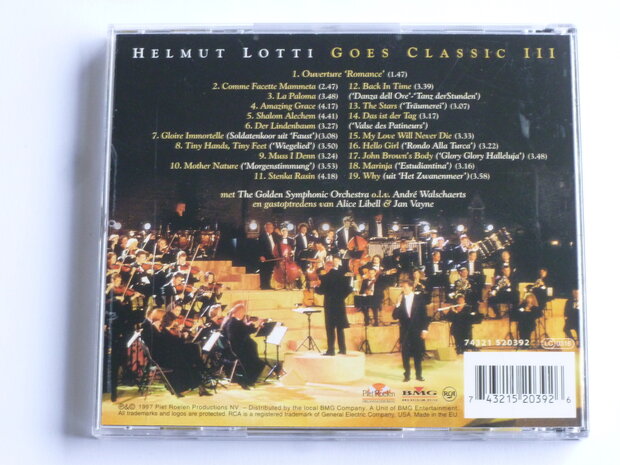 HELMUT LOTTI GOES CLASSIC III
1. Ouverture 'Romance' (1.47)
2. Comme Facette Mammeta (2.47)
3. La Paloma (3.48)
4. Amazing Grace (4.17)
5. Shalom Alechem (4.41)
6. Der Lindenbaum (3.27)
7. Gloire Immortelle (Soldatenkoor uit 'Faust')(3.08)
8. Tiny Hands, Tiny Feet ('Wiegelied') (3.50)
9. Muss I Denn (3.24)
10. Mother Nature ('Morgenstimmung') (3.53)
11. Stenka Rasin (4.18)
12. Back In Time (3.39)
('Danza dell Ore'-'Tanz derStunden')
13. The Stars ('Träumerei') (3.07)
14. Das ist der Tag (3.17)
('Valse des Patineurs')
15. My Love Will Never Die (3.33)
16. Hello Girl ('Rondo Alla Turca') (3.22)
17. John Brown's Body ('Glory Glory Halleluja') (3.48)
18. Marinja ('Estudiantina') (3.16)
19. Why (uit 'Het Zwanenmeer')(3.58)
met The Golden Symphonic Orchestra o.l.v. André Walschaerts
en gastoptredens van Alice Libell & Jan Vayne
74321 520392
LC 0316
Piet Roelen
BMG
RCA
7 43215 20392 6
℗&© 1997 Piet Roelen Productions NV - Distributed by the local BMG Company. A Unit of BMG Entertainment.
All trademarks and logos are protected. RCA is a registered trademark of General Electric Company, USA. Made in the EU